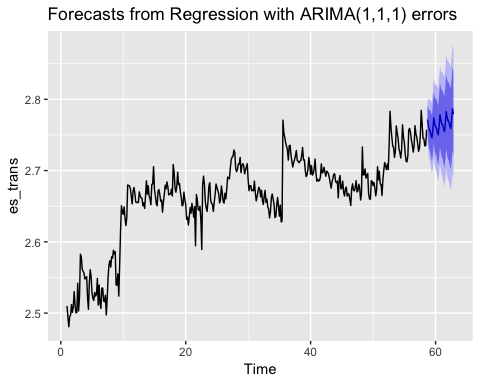 Forecasts from Regression with ARIMA(1,1,1) errors
2.8
2.7
2.6
2.5
es_trans
0 20 40 60
Time